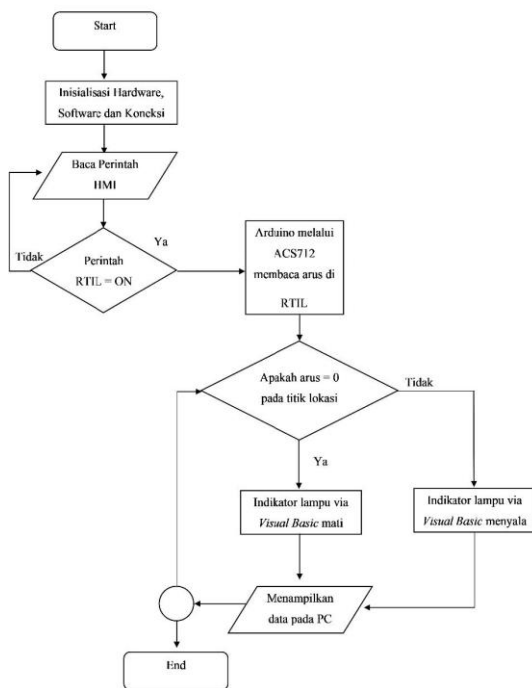 Start
Inisialisasi Hardware,
Software dan Koneksi
Baca Perintah
HMI
Tidak
Perintah
RTIL = ON
Ya
Arduino melalui
ACS712
membaca arus di
RTIL
Apakah arus = 0
pada titik lokasi
Tidak
Ya
Indikator lampu via
Visual Basic mati
Indikator lampu via
Visual Basic menyala
Menampilkan
data pada PC
End